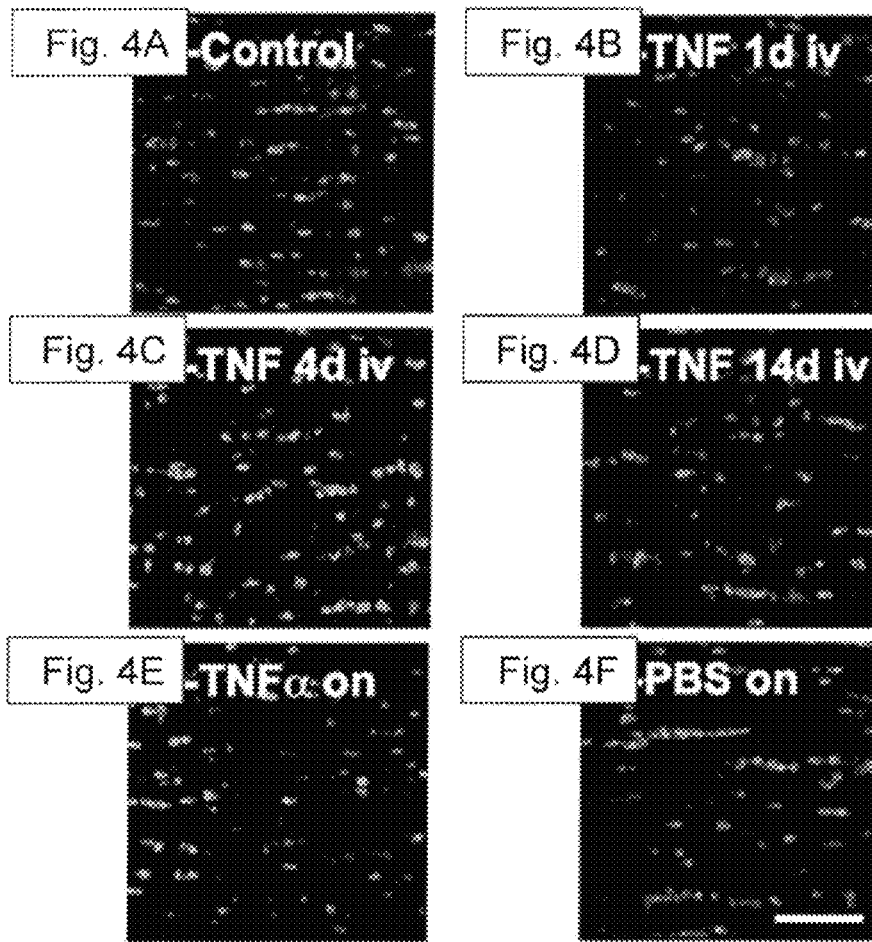 Fig. 4A -Control
Fig. 4B -TNF 1d iv
Fig. 4C -TNF 4d iv
Fig. 4D -TNF 14d iv
Fig. 4E -TNFα on
Fig. 4F -PBS on